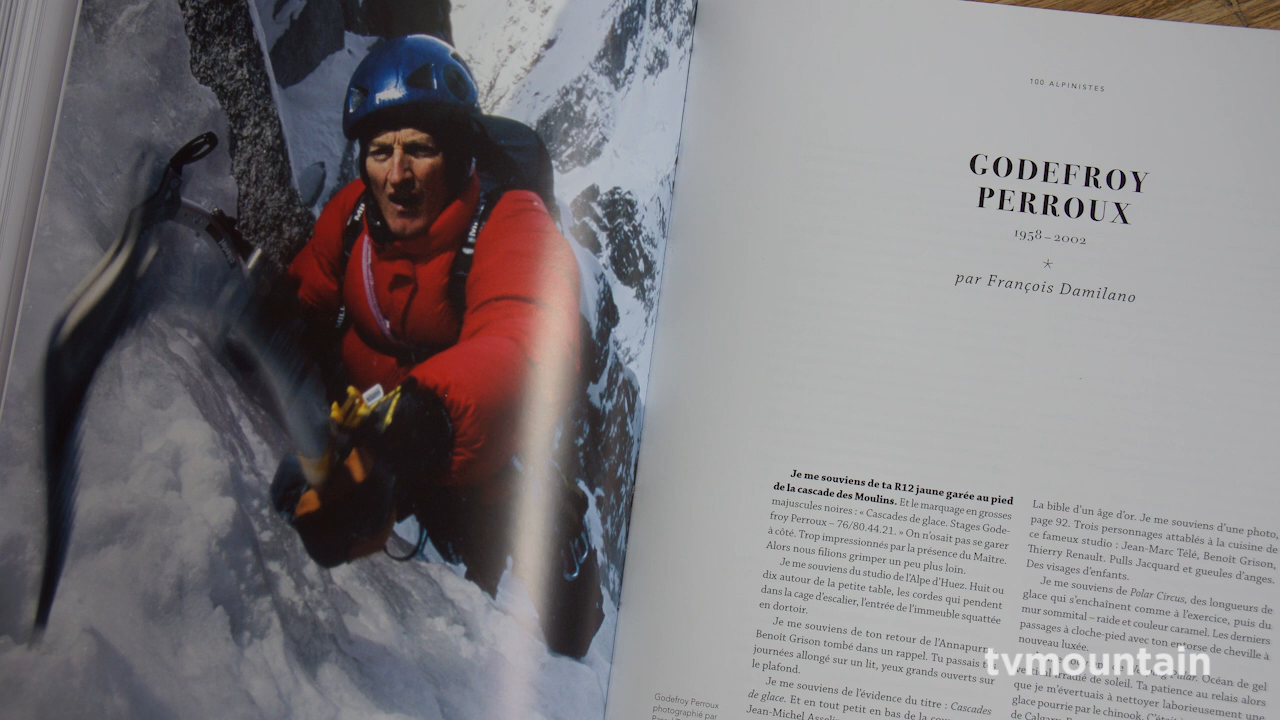 100 ALPINISTES
GODEFROY
PERROUX
1958–2002
*
par François Damilano
Je me souviens de ta R12 jaune garée au pied
de la cascade des Moulins. Et le marquage en grosses
majuscules noires : « Cascades de glace. Stages Gode-
froy Perroux – 76/80.44.21. » On n'osait pas se garer
à côté. Trop impressionnés par la présence du Maître.
Alors nous filions grimper un peu plus loin.
Je me souviens du studio de l'Alpe d'Huez. Huit ou
dix autour de la petite table, les cordes qui pendent
dans la cage d'escalier, l'entrée de l'immeuble squattée
en dortoir.
Je me souviens de ton retour de l'Annapurna
Benoît Grison tombé dans un rappel. Tu passais
journées allongé sur un lit, yeux grands ouverts sur
le plafond.
Je me souviens de l'évidence du titre : Cascades
de glace. Et en tout petit en bas de la
Jean-Michel
La bible d'un âge d'or. Je me souviens d'une photo,
page 92. Trois personnages attablés à la cuisine de
ce fameux studio : Jean-Marc Télé, Benoît Grison,
Thierry Renault. Pulls Jacquard et gueules d'anges.
Des visages d'enfants.
Je me souviens de Polar Circus, des longueurs de
glace qui s'enchaînent comme à l'exercice, puis du
mur sommital – raide et couleur caramel. Les derniers
passages à cloche-pied avec ton entorse de cheville à
nouveau luxée.
de soleil. Océan de gel
que je m'évertuais à nettoyer laborieusement une
glace pourrie par le chinook.
de Calgary.
Godefroy Perroux
photographié par
tvmountain